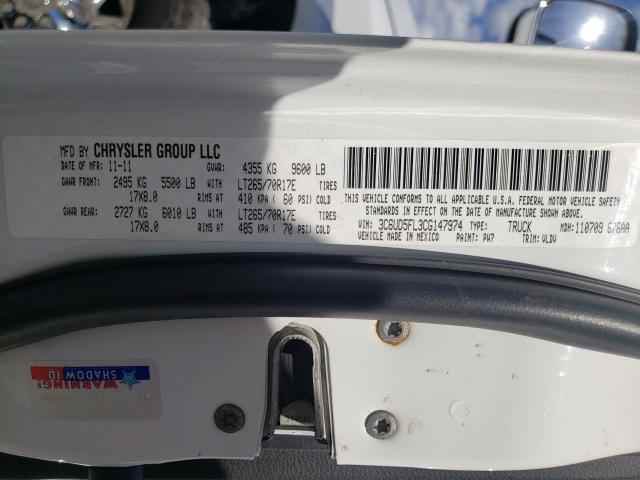 MFD BY CHRYSLER GROUP LLC
DATE OF MFR: 11-11 GVWR: 4355 KG 9600 LB
GAWR FRONT: 2495 KG 5500 LB WITH LT265/70R17E TIRES
17X8.0 RIMS AT 410 KPA ( 60 PSI) COLD
GAWR REAR: 2727 KG 6010 LB WITH LT265/70R17E TIRES
17X8.0 RIMS AT 485 KPA ( 70 PSI) COLD
THIS VEHICLE CONFORMS TO ALL APPLICABLE U.S.A. FEDERAL MOTOR VEHICLE SAFETY
STANDARDS IN EFFECT ON THE DATE OF MANUFACTURE SHOWN ABOVE
VIN: 3C6UD5FL3CG147974 TYPE: TRUCK MDH: 110709 676AA
VEHICLE MADE IN MEXICO PAINT: PW7 TRIM: VLDV
WARNING!
SHADOW ID